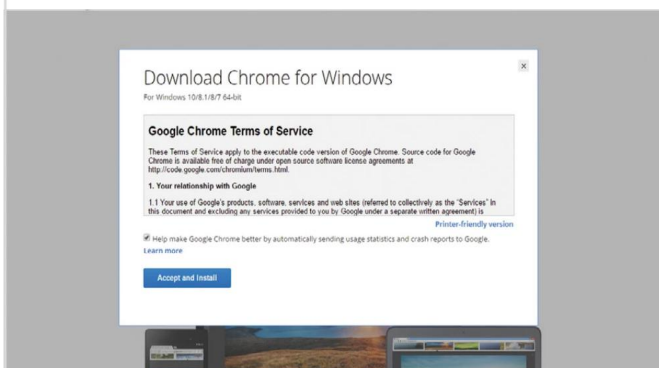 Download Chrome for Windows
For Windows 10/8.1/8/7 64-bit
Google Chrome Terms of Service
These Terms of Service apply to the executable code version of Google Chrome. Source code for Google
Chrome is available free of charge under open source software license agreements at
http://code.google.com/chromium/terms.html.
1. Your relationship with Google
1.1 Your use of Google's products, software, services and web sites (referred to collectively as the "Services" in
this document and excluding any services provided to you by Google under a separate written agreement) is
Printer-friendly version
Help make Google Chrome better by automatically sending usage statistics and crash reports to Google.
Learn more
Accept and Install